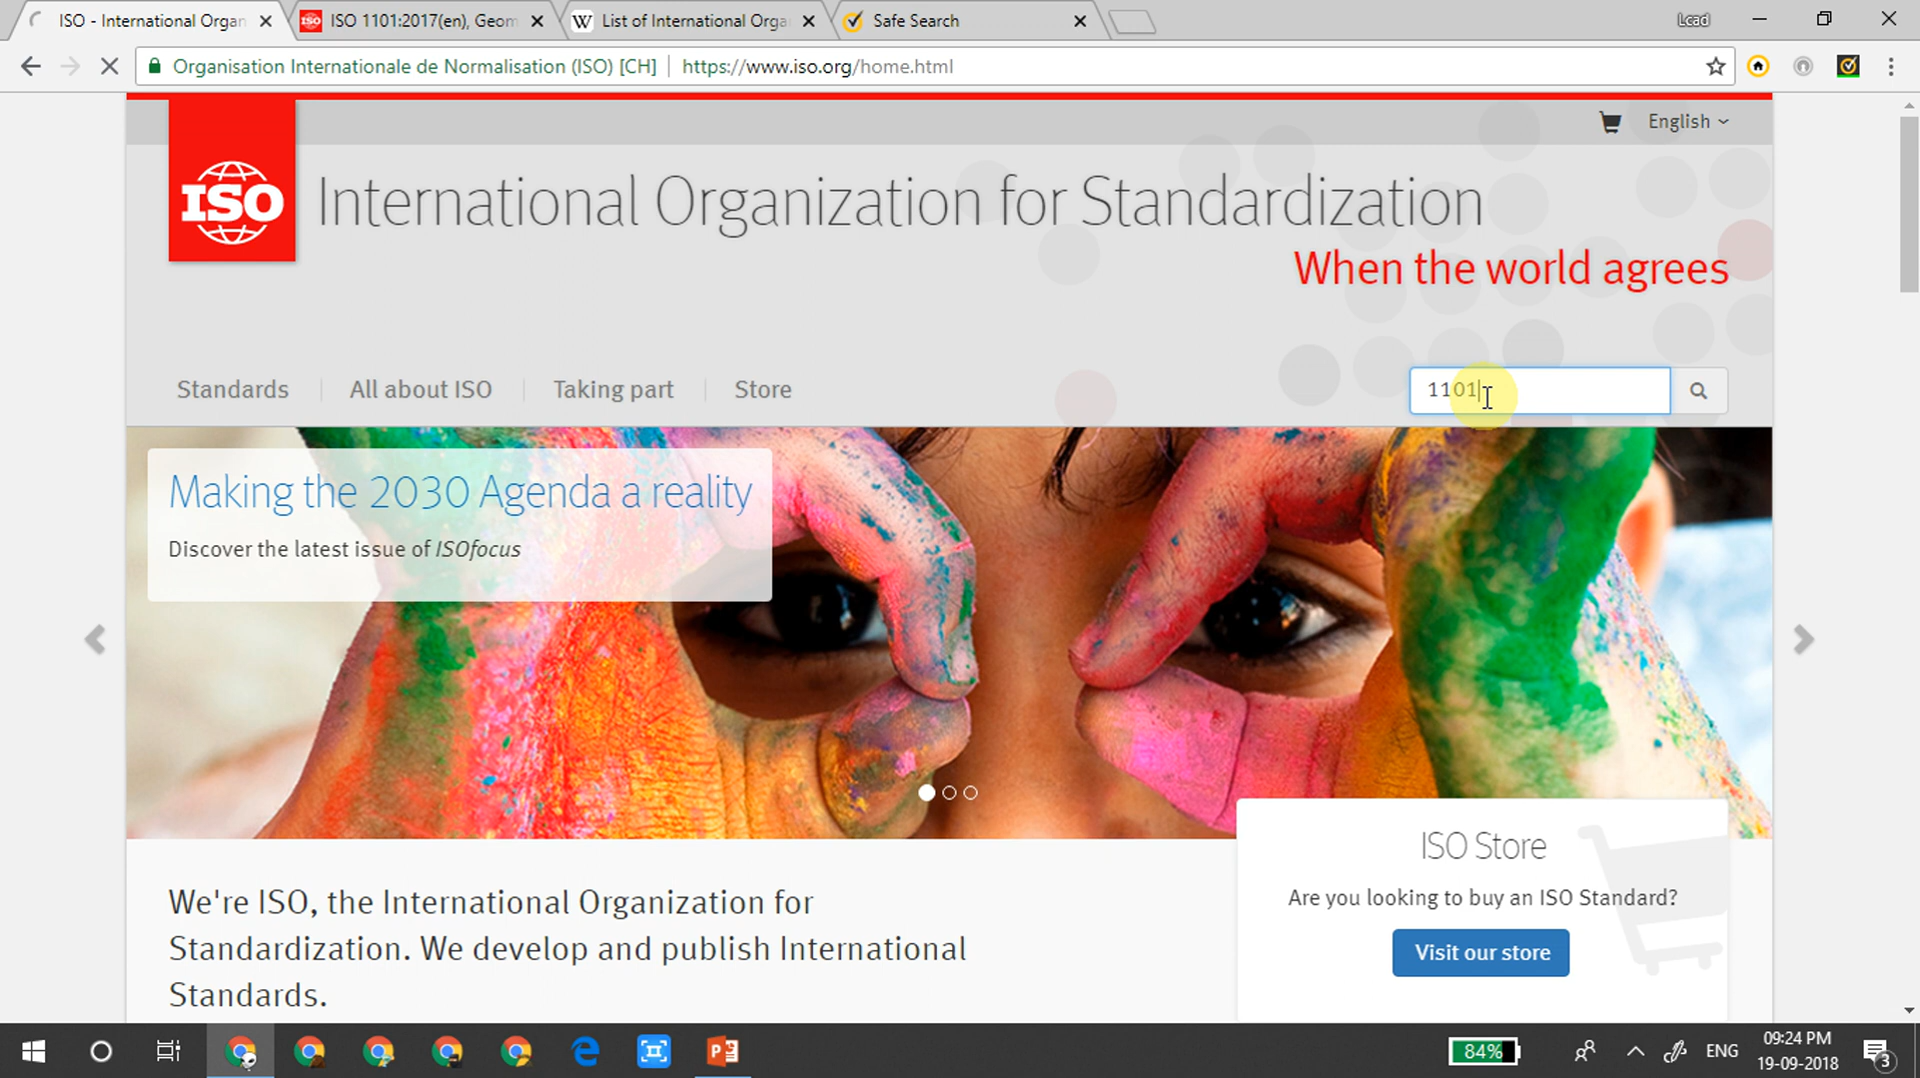 ISO - International Organ
ISO 1101:2017(en), Geom
W List of International Orga
Safe Search
Lcad
Organisation Internationale de Normalisation (ISO) [CH] https://www.iso.org/home.html
English
ISO
International Organization for Standardization
When the world agrees
Standards All about ISO Taking part Store
1101
Making the 2030 Agenda a reality
Discover the latest issue of ISOfocus
ISO Store
Are you looking to buy an ISO Standard?
Visit our store
We're ISO, the International Organization for
Standardization. We develop and publish International
Standards.
84%
ENG
09:24 PM
19-09-2018
3